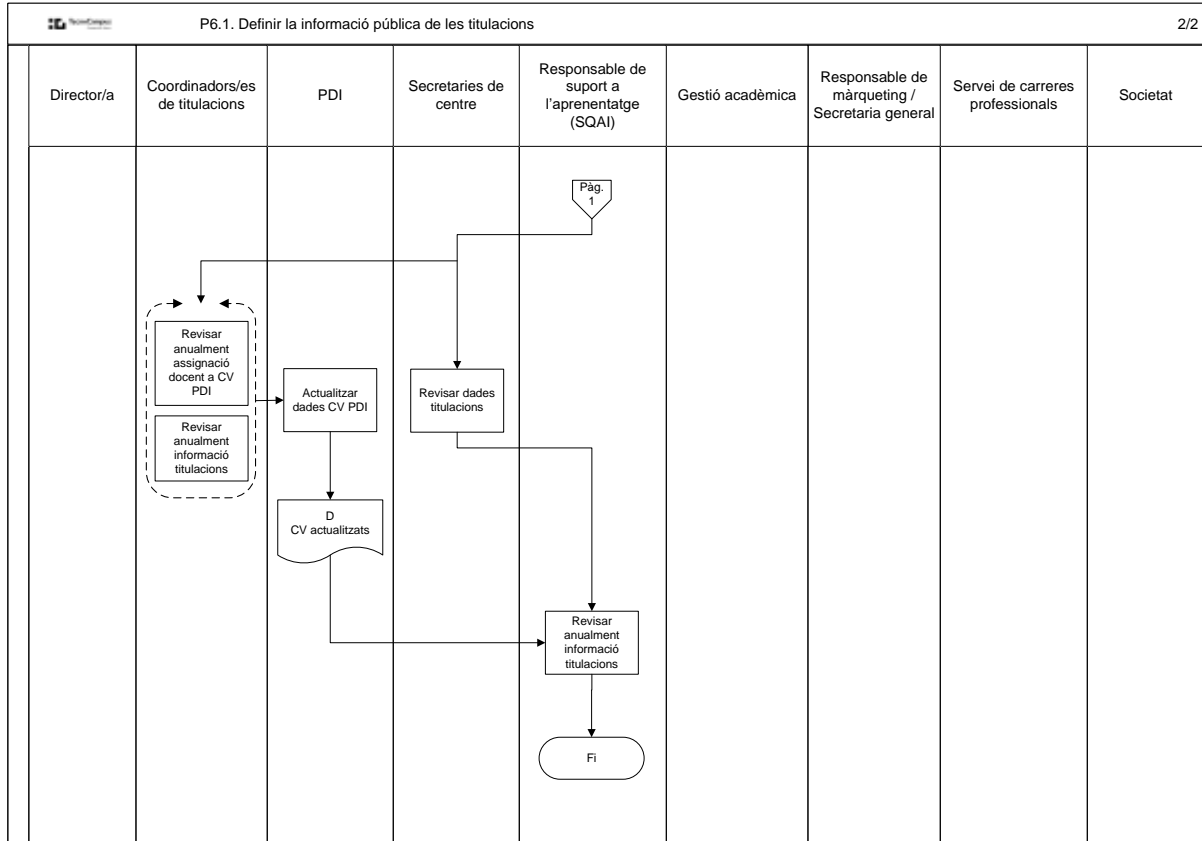 P6.1. Definir la informació pública de les titulacions
2/2
Director/a
Coordinadors/es
de titulacions
PDI
Secretaries de
centre
Responsable de
suport a
l'aprenentatge
(SQAI)
Gestió acadèmica
Responsable de
màrqueting /
Secretaria general
Servei de carreres
professionals
Societat
Pàg.
1
Revisar
anualment
assignació
docent a CV
PDI
Revisar
anualment
informació
titulacions
Actualitzar
dades CV PDI
Revisar dades
titulacions
D
CV actualitzats
Revisar
anualment
informació
titulacions
Fi